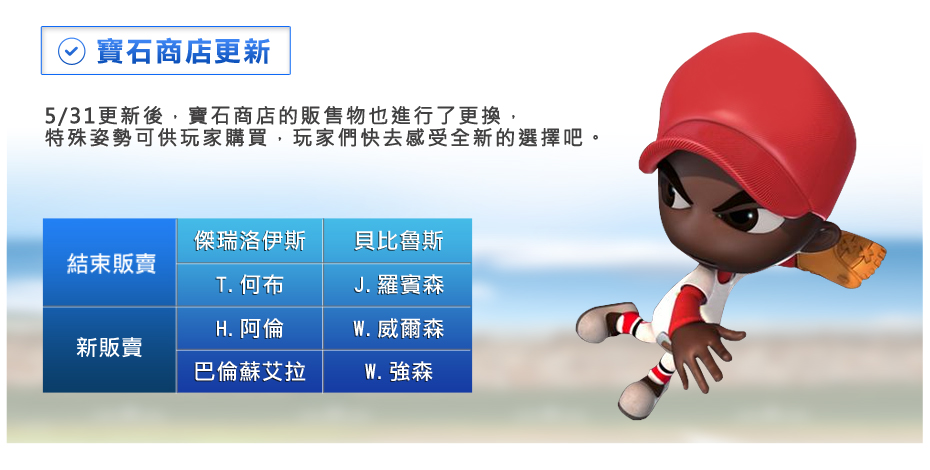 寶石商店更新
5/31更新後，寶石商店的販售物也進行了更換，
特殊姿勢可供玩家購買，玩家們快去感受全新的選擇吧。
結束販賣 傑瑞洛伊斯 貝比魯斯
T. 何布 J. 羅賓森
新販賣 H. 阿倫 W. 威爾森
巴倫蘇艾拉 W. 強森